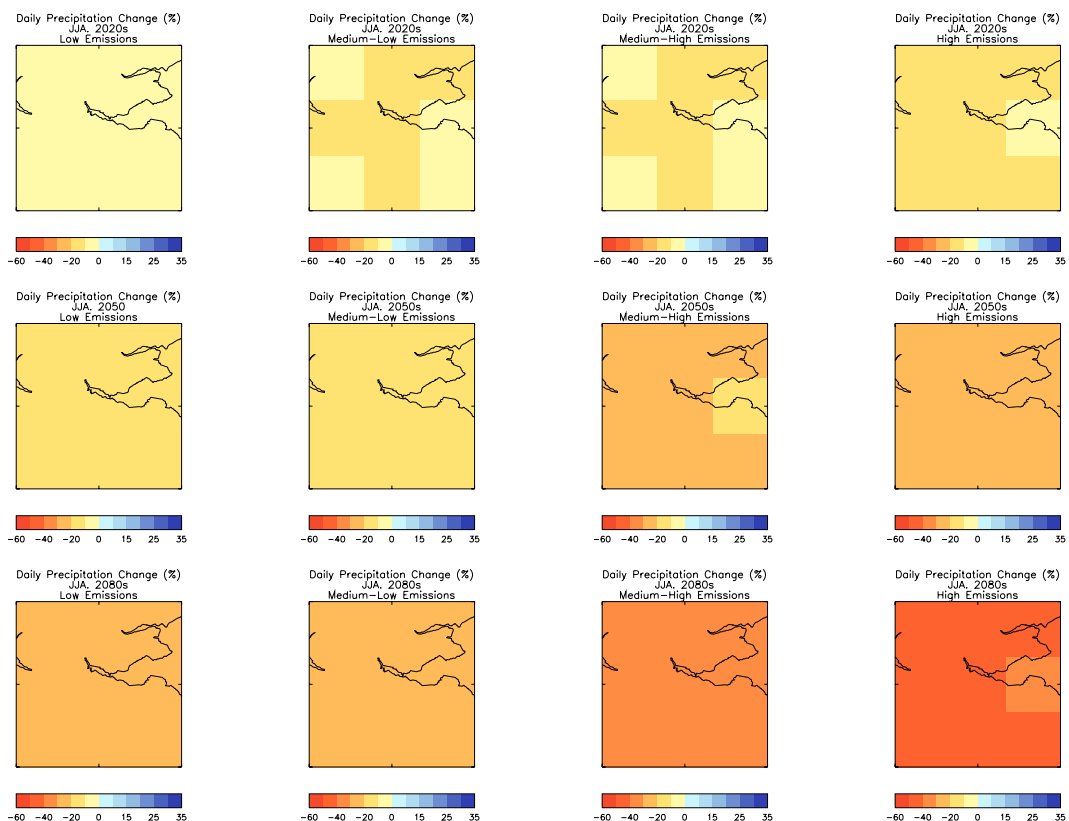 Daily Precipitation Change (%)
JJA. 2020s
Low Emissions
Daily Precipitation Change (%)
JJA. 2020s
Medium-Low Emissions
Daily Precipitation Change (%)
JJA. 2020s
Medium-High Emissions
Daily Precipitation Change (%)
JJA. 2020s
High Emissions
-60 -40 -20 0 15 25 35
-60 -40 -20 0 15 25 35
-60 -40 -20 0 15 25 35
-60 -40 -20 0 15 25 35
Daily Precipitation Change (%)
JJA. 2050
Low Emissions
Daily Precipitation Change (%)
JJA. 2050s
Medium-Low Emissions
Daily Precipitation Change (%)
JJA. 2050s
Medium-High Emissions
Daily Precipitation Change (%)
JJA. 2050s
High Emissions
-60 -40 -20 0 15 25 35
-60 -40 -20 0 15 25 35
-60 -40 -20 0 15 25 35
-60 -40 -20 0 15 25 35
Daily Precipitation Change (%)
JJA. 2080s
Low Emissions
Daily Precipitation Change (%)
JJA. 2080s
Medium-Low Emissions
Daily Precipitation Change (%)
JJA. 2080s
Medium-High Emissions
Daily Precipitation Change (%)
JJA. 2080s
High Emissions
-60 -40 -20 0 15 25 35
-60 -40 -20 0 15 25 35
-60 -40 -20 0 15 25 35
-60 -40 -20 0 15 25 35